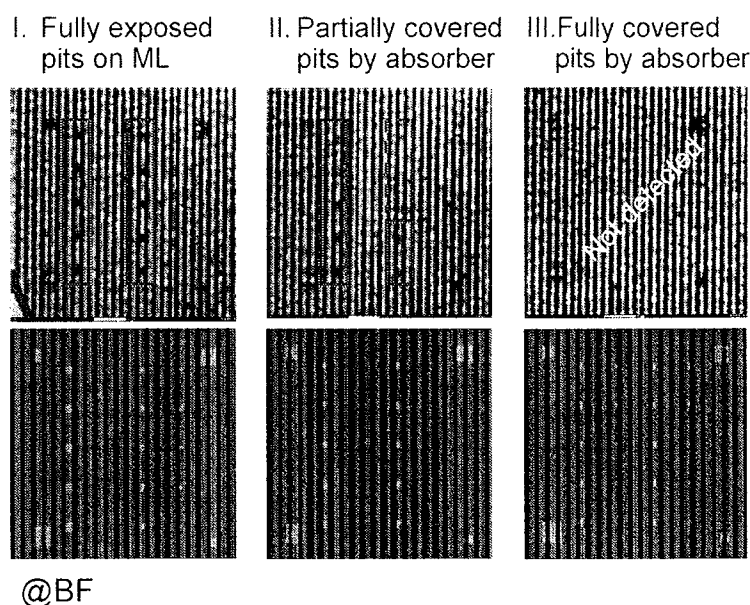 I. Fully exposed
pits on ML
II. Partially covered
pits by absorber
III.Fully covered
pits by absorber
Not detected
@BF